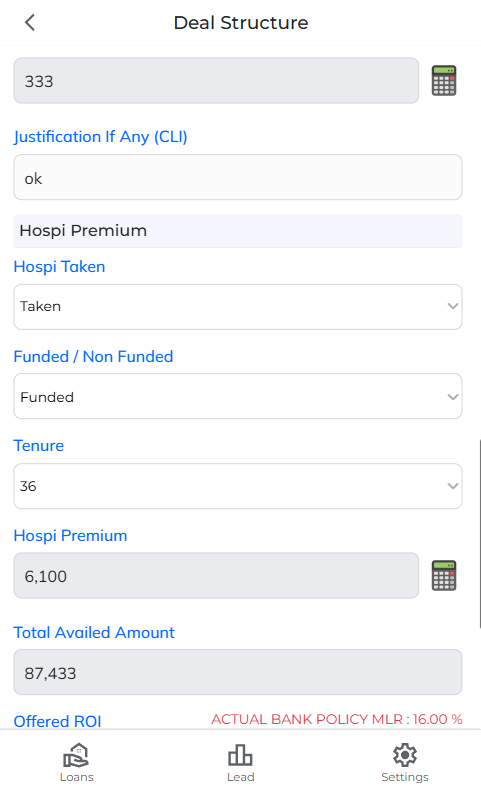 Deal Structure
333
Justification If Any (CLI)
ok
Hospi Premium
Hospi Taken
Taken
Funded / Non Funded
Funded
Tenure
36
Hospi Premium
6,100
Total Availed Amount
87,433
Offered ROI
ACTUAL BANK POLICY MLR : 16.00 %
Loans
Lead
Settings